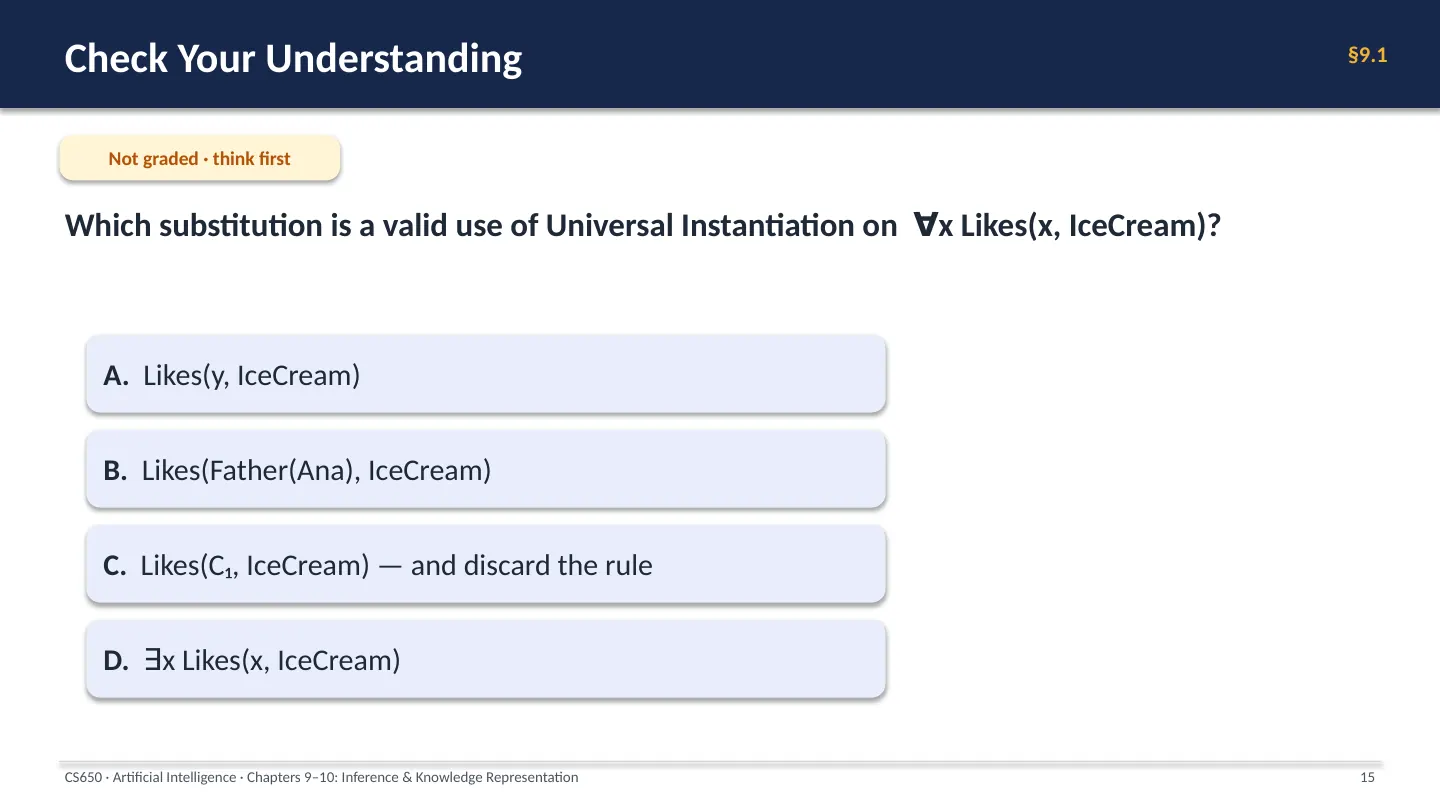 Check Your Understanding
§9.1
Not graded · think first
Which substitution is a valid use of Universal Instantiation on ∀x Likes(x, IceCream)?
A. Likes(y, IceCream)
B. Likes(Father(Ana), IceCream)
C. Likes(C₁, IceCream) — and discard the rule
D. ∃x Likes(x, IceCream)
CS650 · Artificial Intelligence · Chapters 9–10: Inference & Knowledge Representation
15